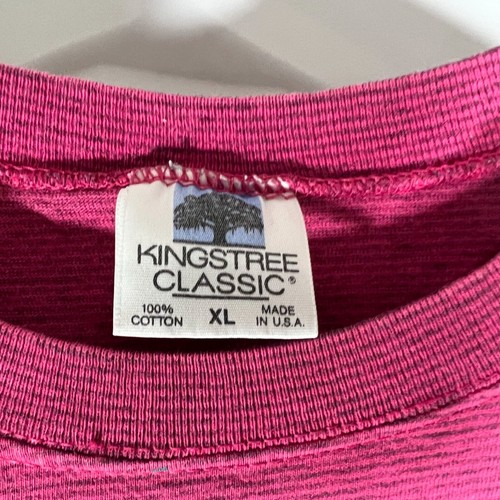 KINGSTREE
CLASSIC®
100% COTTON XL MADE IN U.S.A.